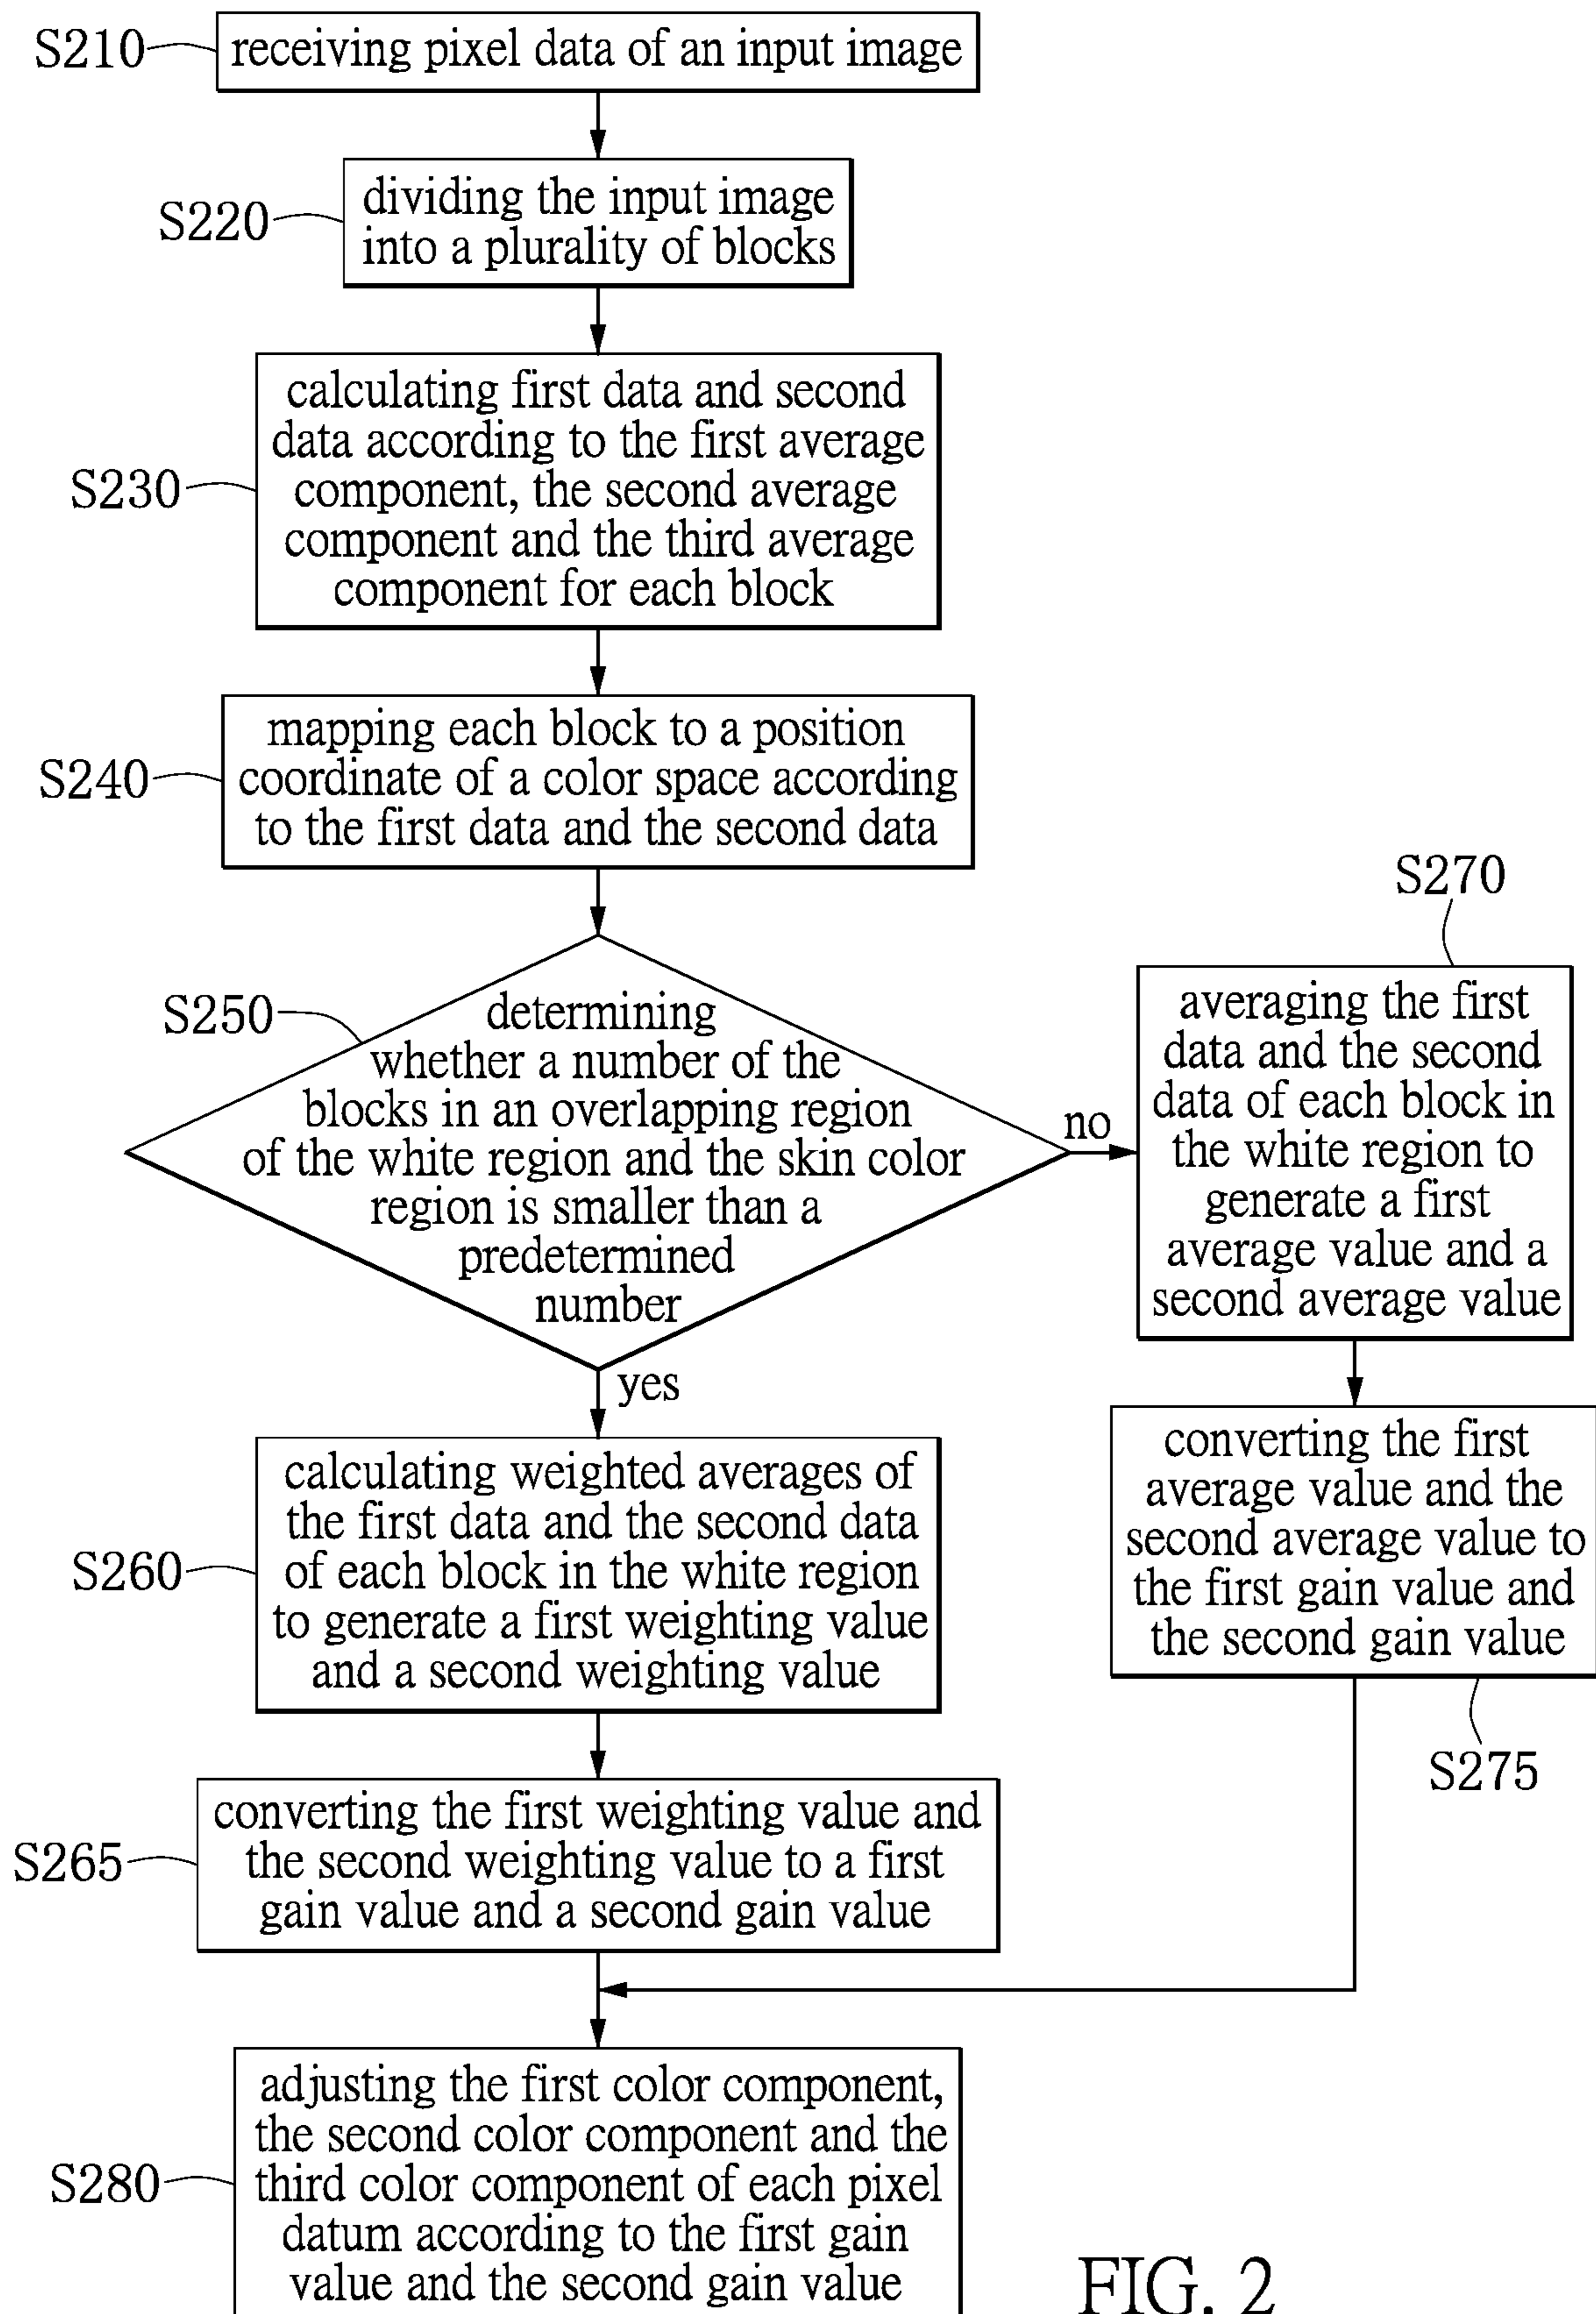 S210
receiving pixel data of an input image
S220
dividing the input image
into a plurality of blocks
S230
calculating first data and second
data according to the first average
component, the second average
component and the third average
component for each block
S240
mapping each block to a position
coordinate of a color space according
to the first data and the second data
S250
determining
whether a number of the
blocks in an overlapping region
of the white region and the skin color
region is smaller than a
predetermined
number
no
S270
averaging the first
data and the second
data of each block in
the white region to
generate a first
average value and a
second average value
yes
S260
calculating weighted averages of
the first data and the second data
of each block in the white region
to generate a first weighting value
and a second weighting value
converting the first
average value and the
second average value to
the first gain value and
the second gain value
S275
S265
converting the first weighting value and
the second weighting value to a first
gain value and a second gain value
S280
adjusting the first color component,
the second color component and the
third color component of each pixel
datum according to the first gain
value and the second gain value
FIG. 2